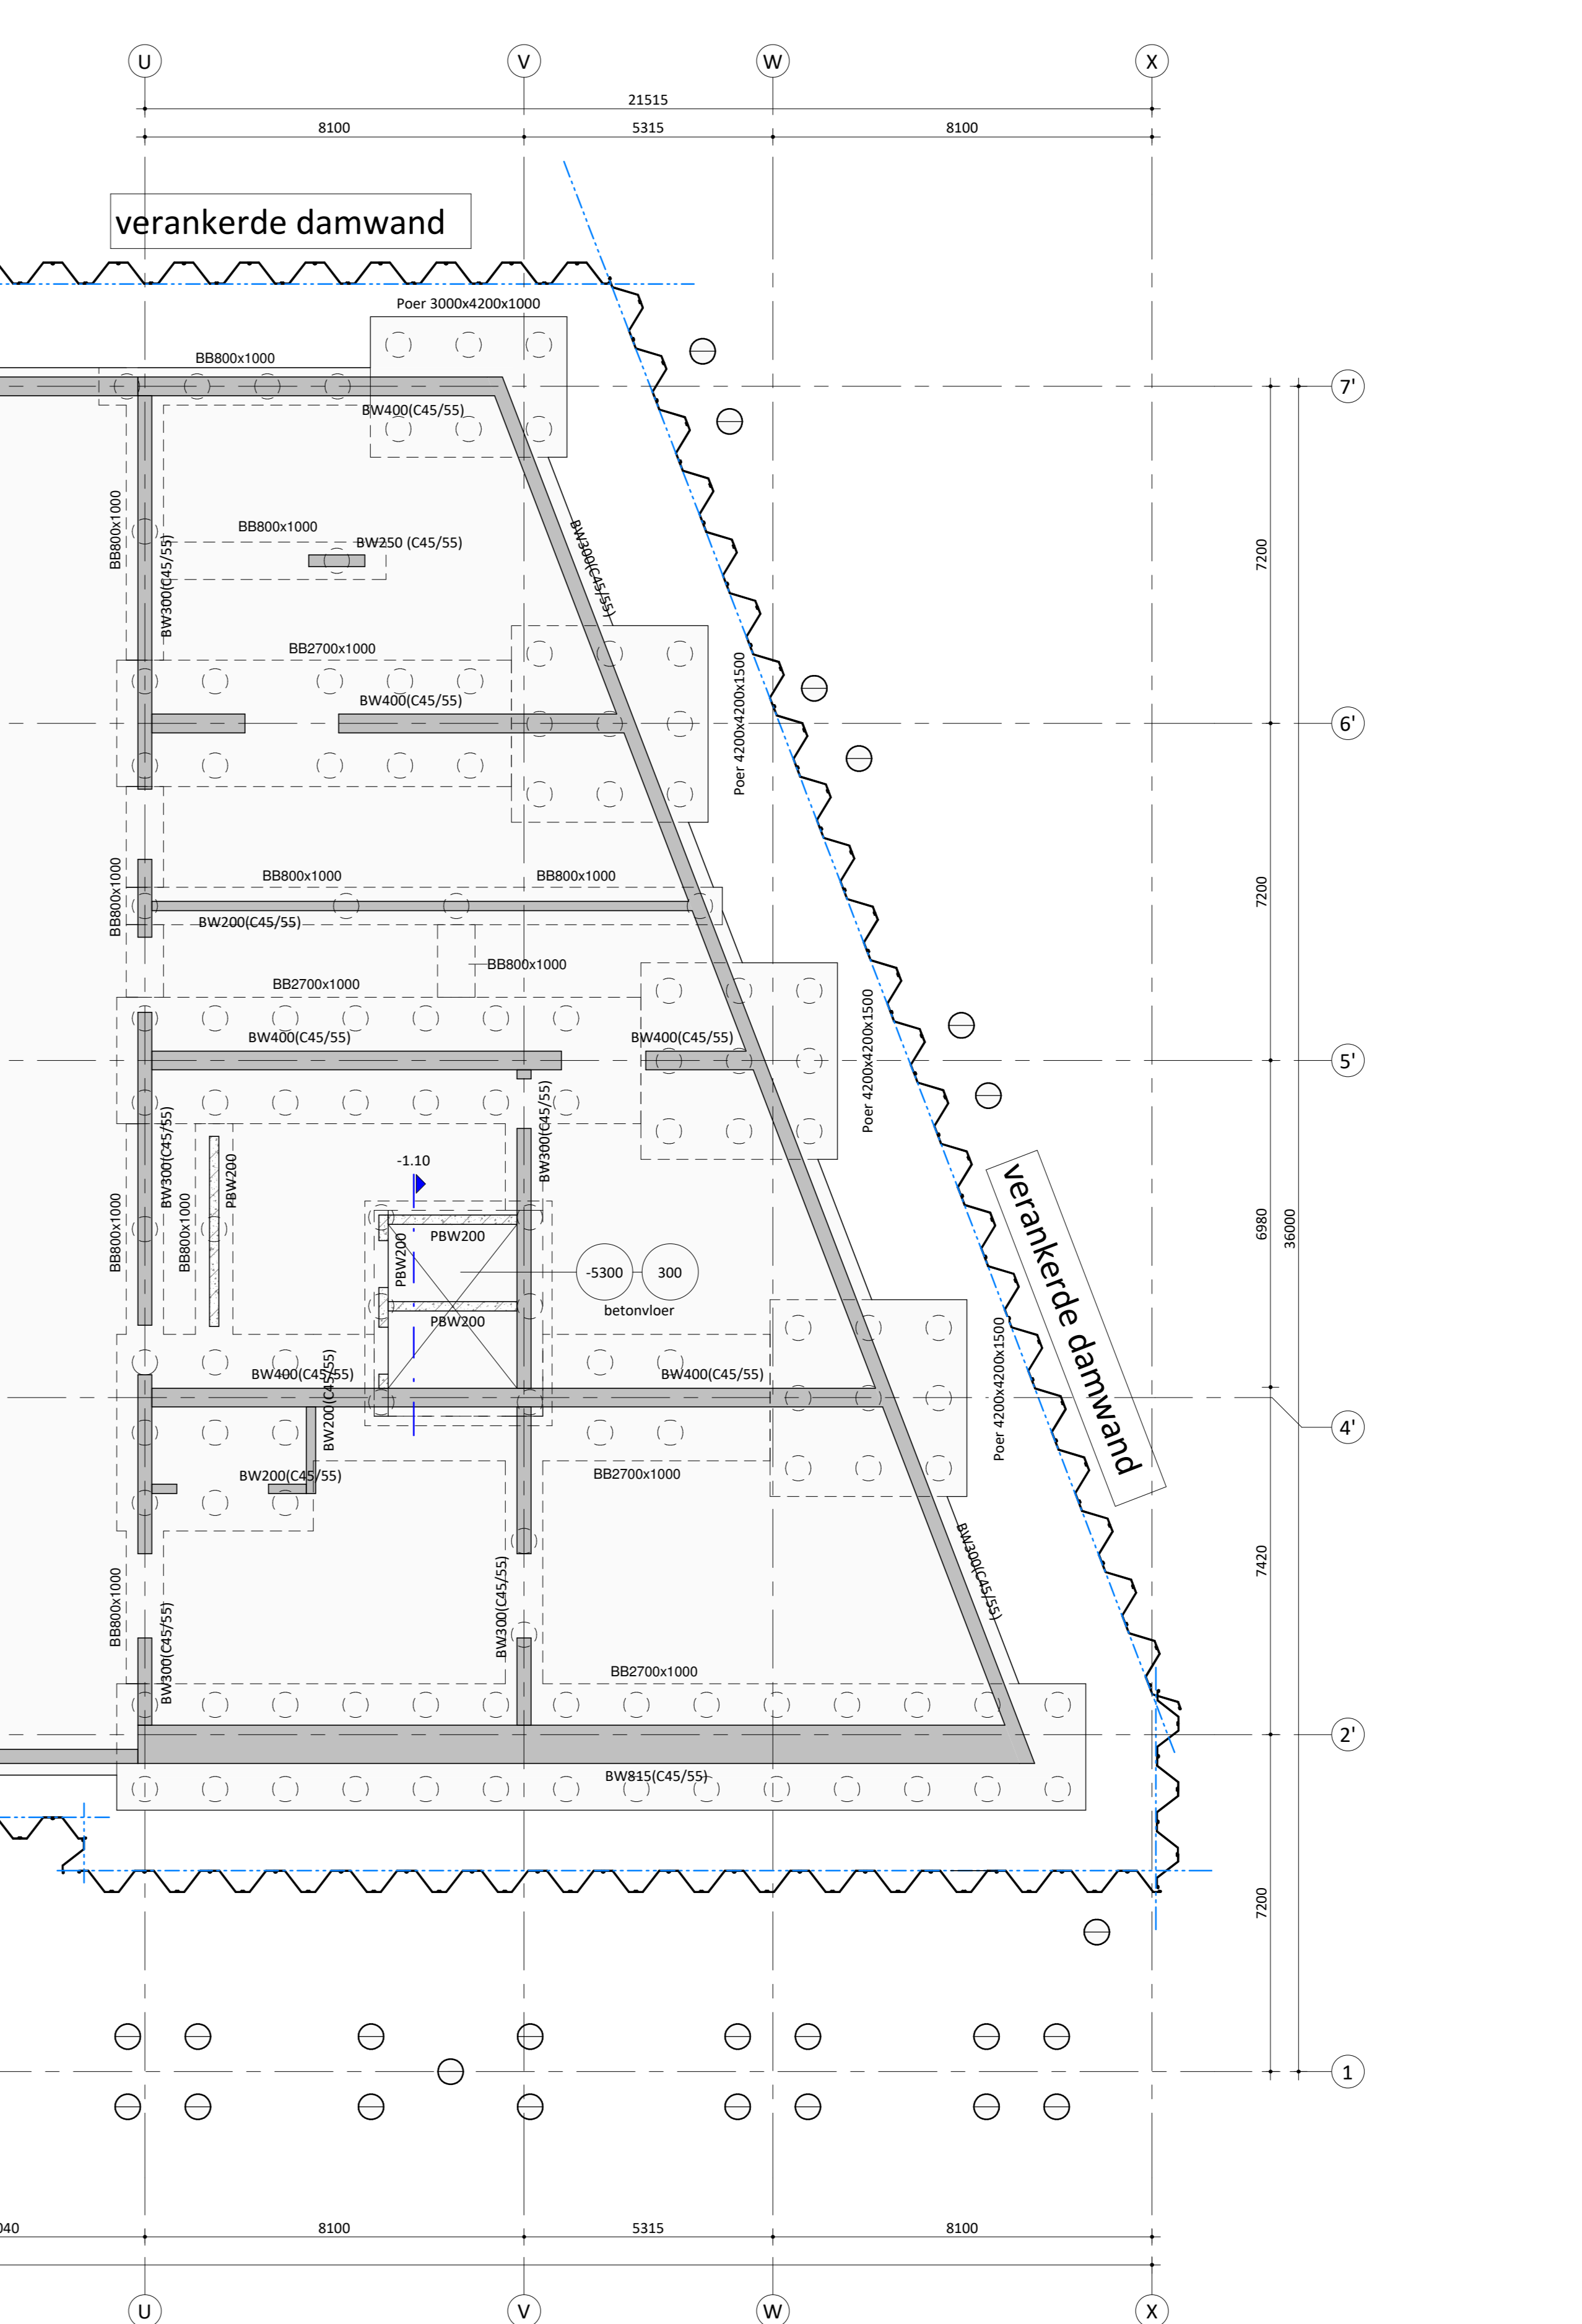 U
V
W
X
21515
8100
5315
8100
verankerde damwand
Poer 3000x4200x1000
BB800x1000
7'
BW400(C45/55)
BB800x1000
BW300(C45/55)
BB800x1000
BW250 (C45/55)
BW300(C45/55)
7200
BB2700x1000
BW400(C45/55)
Poer 4200x4200x1500
6'
BB800x1000
BB800x1000
BB800x1000
7200
BW200(C45/55)
BB800x1000
BB2700x1000
BW400(C45/55)
BW400(C45/55)
Poer 4200x4200x1500
5'
BW300(C45/55)
BW300(C45/55)
PBW200
-1.10
BB800x1000
BB800x1000
PBW200
PBW200
-5300
300
betonvloer
PBW200
6980
36000
verankerde damwand
BW400(C45/55)
BW200(C45/55)
BW400(C45/55)
Poer 4200x4200x1500
4'
BW200(C45/55)
BB2700x1000
BB800x1000
BW300(C45/55)
BW300(C45/55)
BW300(C45/55)
7420
BB2700x1000
2'
BW815(C45/55)
7200
1
040
8100
5315
8100
U
V
W
X